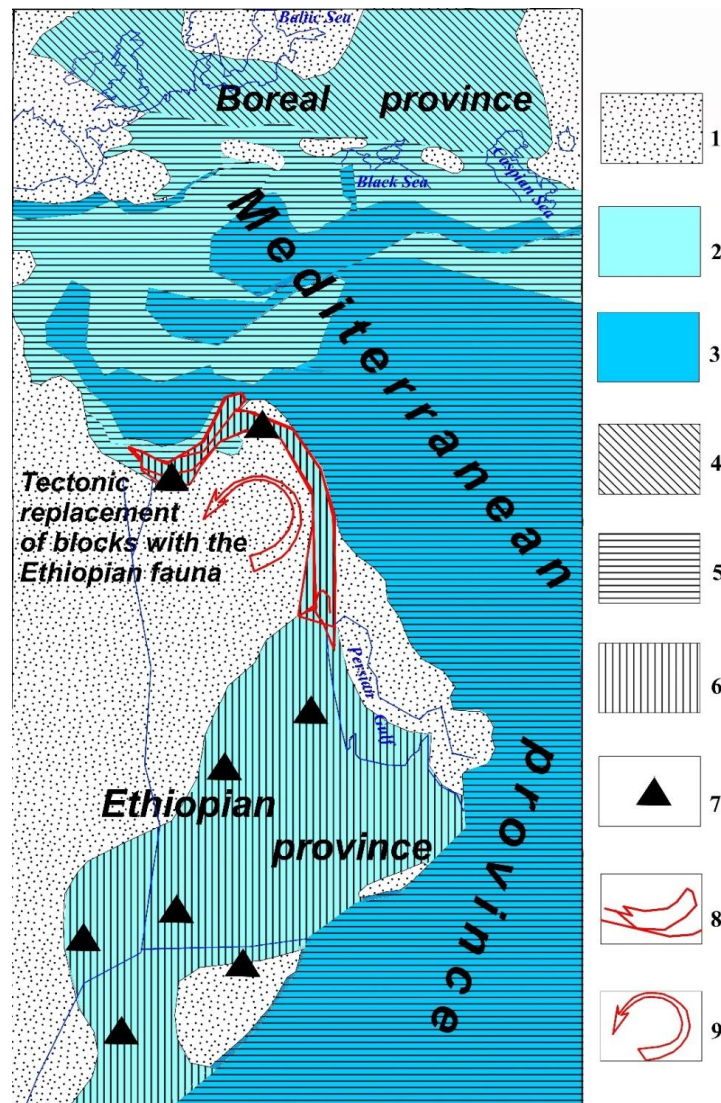 Baltic Sea
Boreal province
Black Sea
Caspian Sea
Mediterranean
province
Tectonic
replacement
of blocks with the
Ethiopian fauna
Persian
Gulf
Ethiopian
province
1
2
3
4
5
6
7
8
9